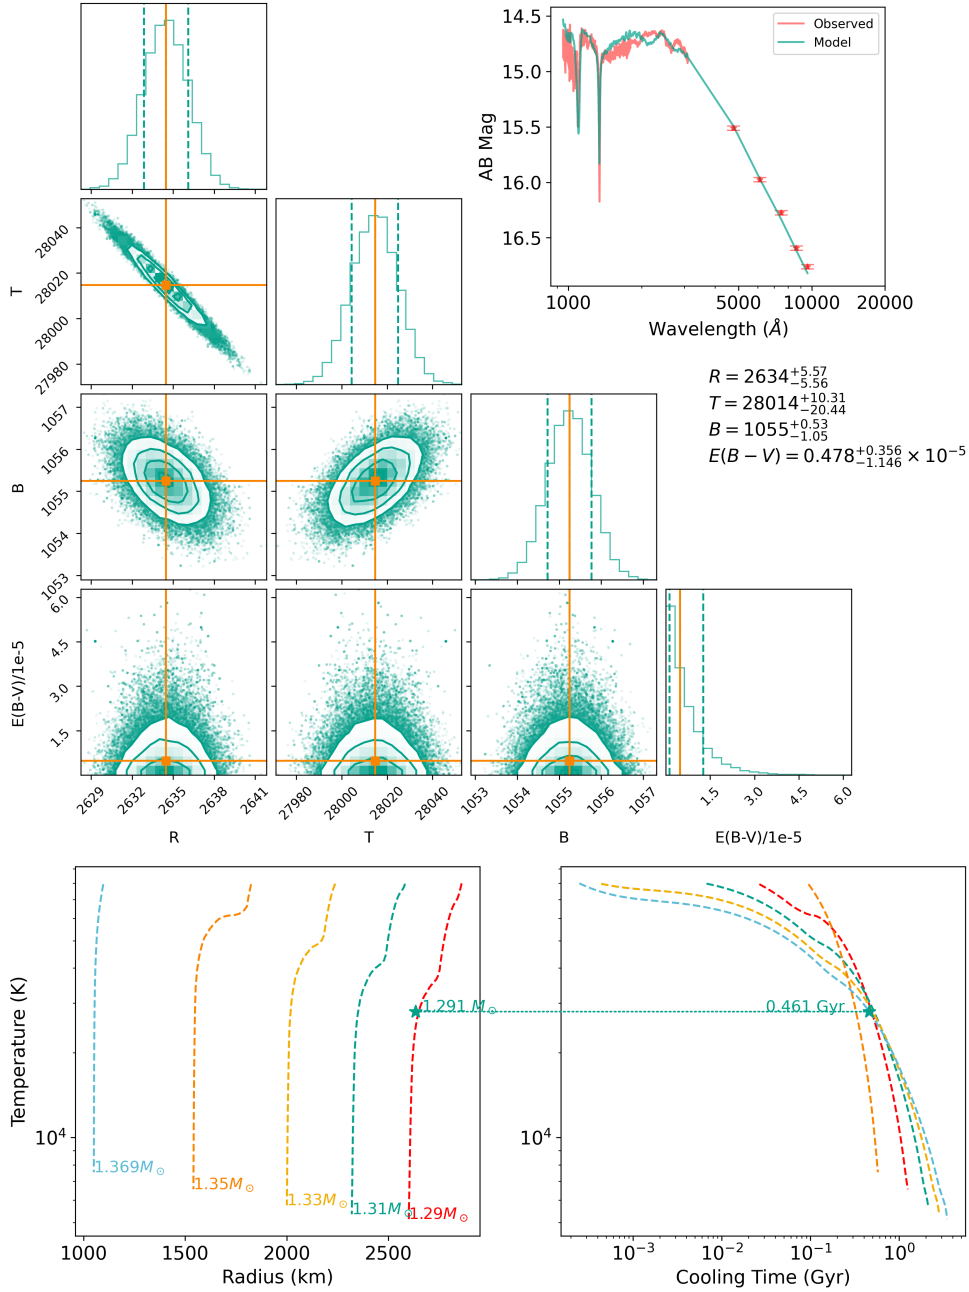 14.5
15.0
15.5
16.0
16.5
AB Mag
Observed
Model
1000
5000
10000
20000
Wavelength (Å)
R = 2634 +5.57 −5.56
T = 28014 +10.31 −20.44
B = 1055 +0.53 −1.05
E(B − V) = 0.478 +0.356 −1.146 × 10^−5
T
28040
28020
28000
27980
B
1057
1056
1055
1054
1053
E(B-V)/1e-5
6.0
4.5
3.0
1.5
2629
2632
2635
2638
2641
27980
28000
28020
28040
1053
1054
1055
1056
1057
1.5
3.0
4.5
6.0
R
T
B
E(B-V)/1e-5
Temperature (K)
10^4
1.291 M⊙
1.369M⊙
1.35M⊙
1.33M⊙
1.31M⊙
1.29M⊙
1000
1500
2000
2500
Radius (km)
0.461 Gyr
10^4
10^−3
10^−2
10^−1
10^0
Cooling Time (Gyr)